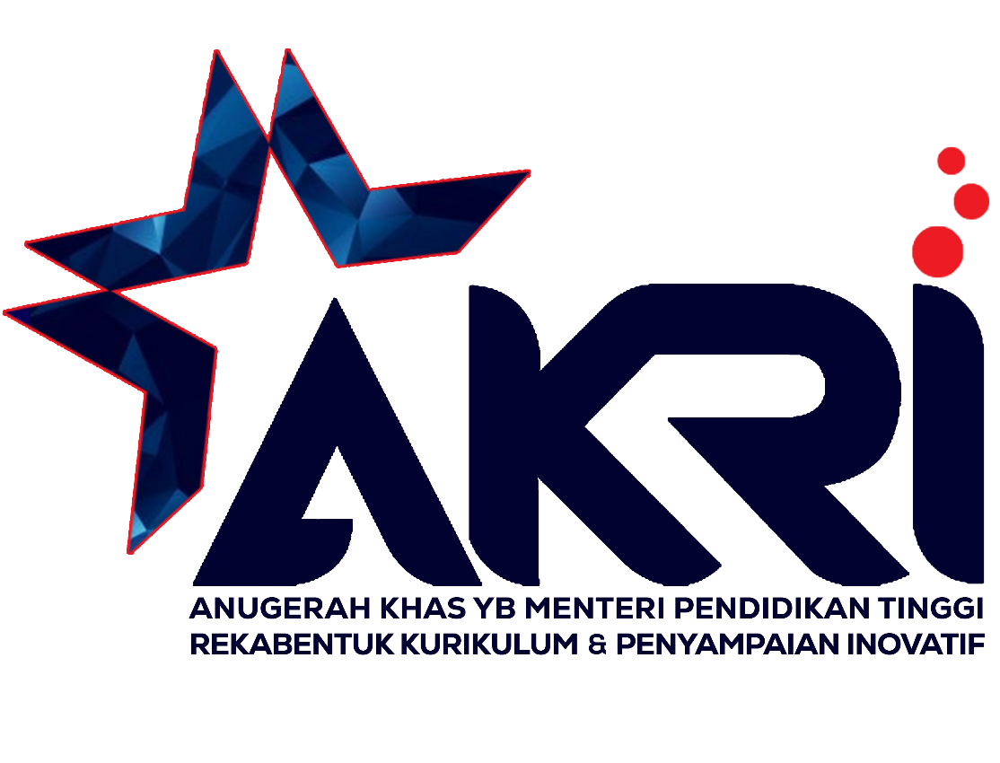 AKRI
ANUGERAH KHAS YB MENTERI PENDIDIKAN TINGGI
REKABENTUK KURIKULUM & PENYAMPAIAN INOVATIF